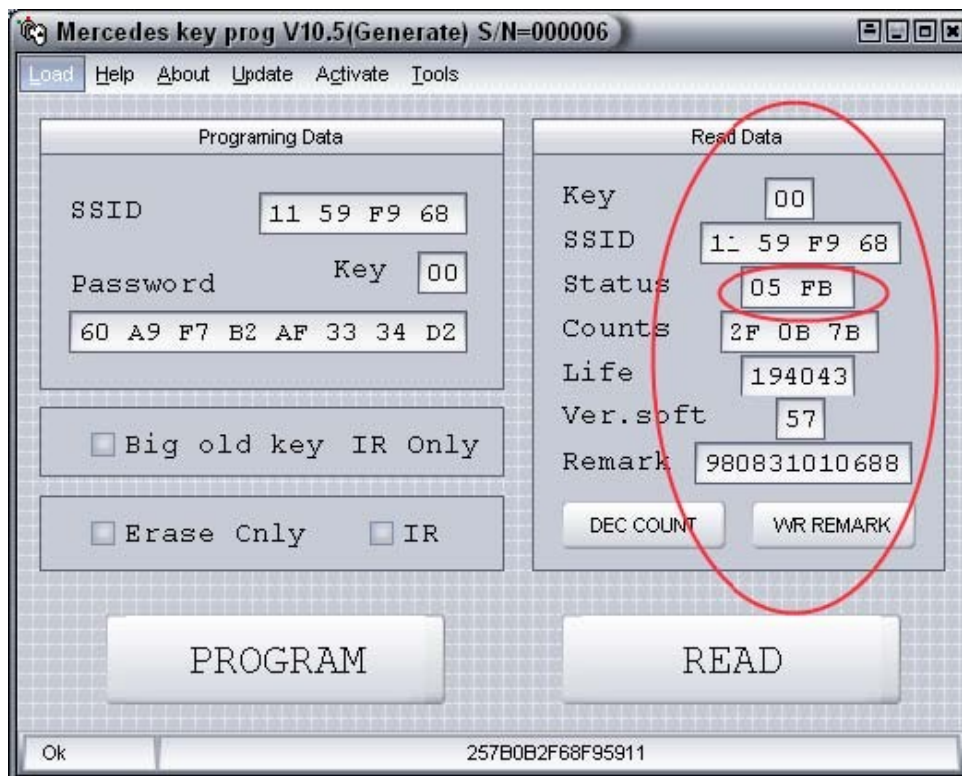 Mercedes key prog V10.5(Generate) S/N=000006
Load Help About Update Activate Tools
Programing Data
SSID 11 59 F9 68
Key 00
Password
60 A9 F7 B2 AF 33 34 D2
Big old key IR Only
Erase Cnly IR
PROGRAM
Read Data
Key 00
SSID 11 59 F9 68
Status 05 FB
Counts 2F 0B 7B
Life 194043
Ver.soft 57
Remark 980831010688
DEC COUNT WR REMARK
READ
Ok 257B0B2F68F95911